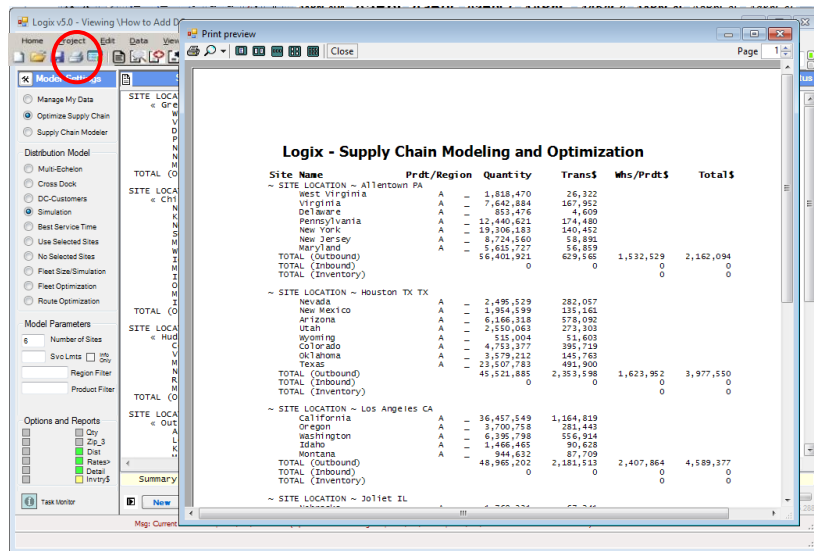 Logix v5.0 - Viewing \How to Add D
Home Project Edit Data View
Model Settings
Manage My Data
Optimize Supply Chain
Supply Chain Modeler
Distribution Model
Multi-Echelon
Cross Dock
DC-Customers
Simulation
Best Service Time
Use Selected Sites
No Selected Sites
Fleet Size/Simulation
Fleet Optimization
Route Optimization
Model Parameters
6 Number of Sites
SvcLmts Info Only
Region Filter
Product Filter
Options and Reports
Qty
Zip_3
Dist
Rates>
Detail
Invtry$
Task Monitor
S
SITE LOCA
« Gre
W
V
D
P
N
N
M
TOTAL (O
SITE LOCA
« Chi
N
K
N
S
M
W
I
M
I
O
M
I
TOTAL (O
SITE LOCA
« Hud
C
V
M
N
R
M
TOTAL (O
SITE LOCA
« Out
A
L
K
Summary
New
Msg: Current
tus
Print preview
Close
Page 1
Logix - Supply Chain Modeling and Optimization
Site Name Prdt/Region Quantity Trans$ Whs/Prdt$ Total$
~ SITE LOCATION ~ Allentown PA
West Virginia A _ 1,818,470 26,322
Virginia A _ 7,642,884 167,952
Delaware A _ 853,476 4,609
Pennsylvania A _ 12,440,621 174,480
New York A _ 19,306,183 140,452
New Jersey A _ 8,724,560 58,891
Maryland A _ 5,615,727 56,859
TOTAL (Outbound) 56,401,921 629,565 1,532,529 2,162,094
TOTAL (Inbound) 0 0 0 0
TOTAL (Inventory) 0 0
~ SITE LOCATION ~ Houston TX TX
Nevada A _ 2,495,529 282,057
New Mexico A _ 1,954,599 135,161
Arizona A _ 6,166,318 578,092
Utah A _ 2,550,063 273,303
Wyoming A _ 515,004 51,603
Colorado A _ 4,753,377 395,719
Oklahoma A _ 3,579,212 145,763
Texas A _ 23,507,783 491,900
TOTAL (Outbound) 45,521,885 2,353,598 1,623,952 3,977,550
TOTAL (Inbound) 0 0 0 0
TOTAL (Inventory) 0 0
~ SITE LOCATION ~ Los Angeles CA
California A _ 36,457,549 1,164,819
Oregon A _ 3,700,758 281,443
Washington A _ 6,395,798 556,914
Idaho A _ 1,466,465 90,628
Montana A _ 944,632 87,709
TOTAL (Outbound) 48,965,202 2,181,513 2,407,864 4,589,377
TOTAL (Inbound) 0 0 0 0
TOTAL (Inventory) 0 0
~ SITE LOCATION ~ Joliet IL